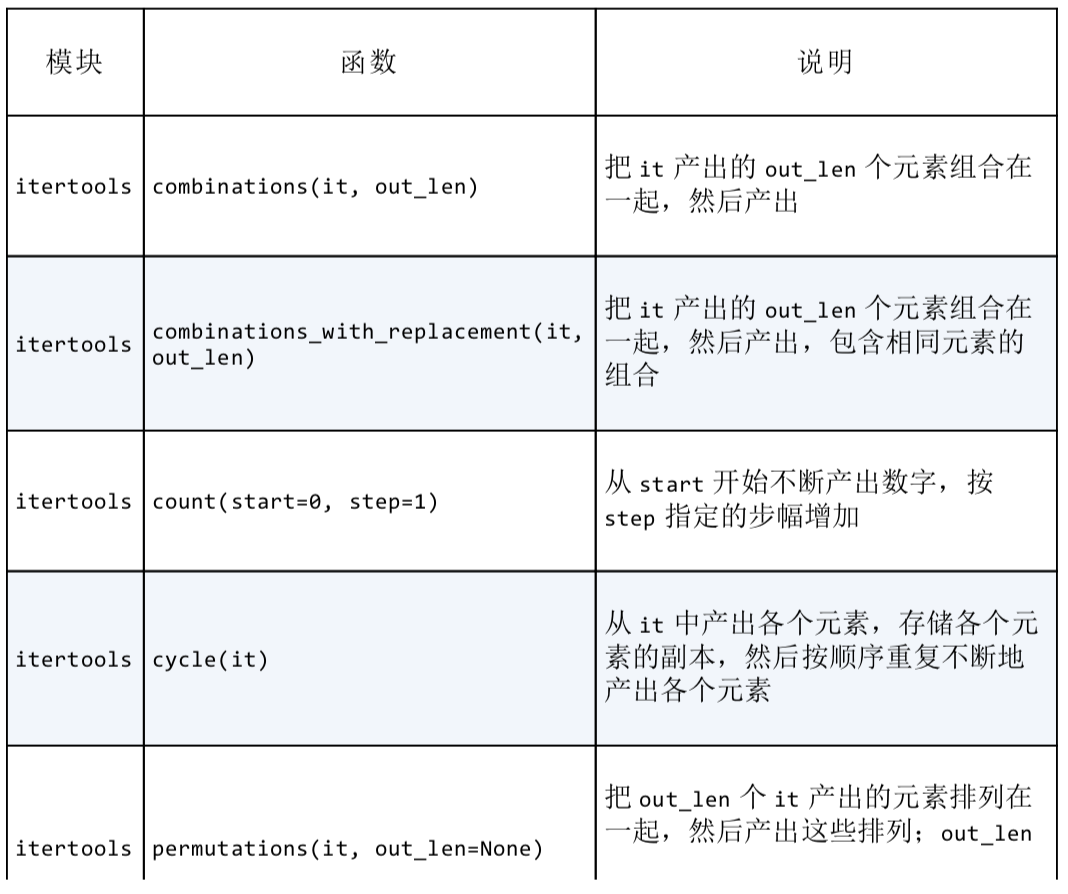 模块 函数 说明
itertools combinations(it, out_len) 把 it 产出的 out_len 个元素组合在
一起，然后产出
itertools combinations_with_replacement(it,
out_len) 把 it 产出的 out_len 个元素组合在
一起，然后产出，包含相同元素的
组合
itertools count(start=0, step=1) 从 start 开始不断产出数字，按
step 指定的步幅增加
itertools cycle(it) 从 it 中产出各个元素，存储各个元
素的副本，然后按顺序重复不断地
产出各个元素
itertools permutations(it, out_len=None) 把 out_len 个 it 产出的元素排列在
一起，然后产出这些排列；out_len